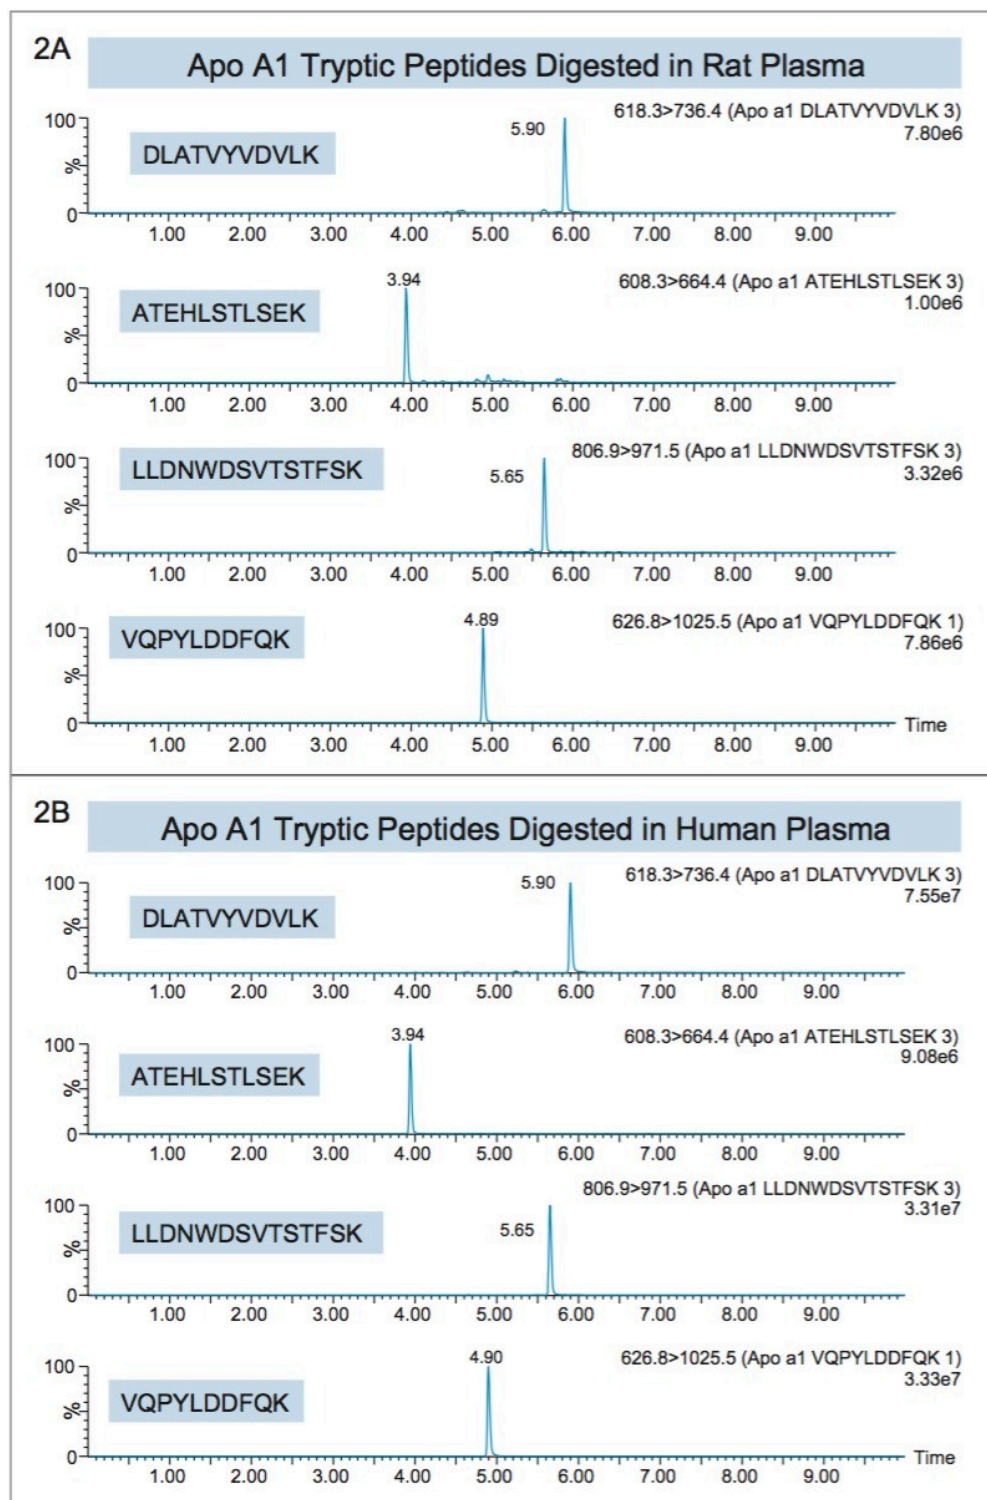 2A
Apo A1 Tryptic Peptides Digested in Rat Plasma
618.3>736.4 (Apo a1 DLATVYVDVLK 3)
7.80e6
DLATVYVDVLK
5.90
100
%
0
1.00 2.00 3.00 4.00 5.00 6.00 7.00 8.00 9.00
608.3>664.4 (Apo a1 ATEHLSTLSEK 3)
1.00e6
ATEHLSTLSEK
3.94
100
%
0
1.00 2.00 3.00 4.00 5.00 6.00 7.00 8.00 9.00
806.9>971.5 (Apo a1 LLDNWDSVTSTFSK 3)
3.32e6
LLDNWDSVTSTFSK
5.65
100
%
0
1.00 2.00 3.00 4.00 5.00 6.00 7.00 8.00 9.00
626.8>1025.5 (Apo a1 VQPYLDDFQK 1)
7.86e6
VQPYLDDFQK
4.89
100
%
0
Time
1.00 2.00 3.00 4.00 5.00 6.00 7.00 8.00 9.00
2B
Apo A1 Tryptic Peptides Digested in Human Plasma
618.3>736.4 (Apo a1 DLATVYVDVLK 3)
7.55e7
DLATVYVDVLK
5.90
100
%
0
1.00 2.00 3.00 4.00 5.00 6.00 7.00 8.00 9.00
608.3>664.4 (Apo a1 ATEHLSTLSEK 3)
9.08e6
ATEHLSTLSEK
3.94
100
%
0
1.00 2.00 3.00 4.00 5.00 6.00 7.00 8.00 9.00
806.9>971.5 (Apo a1 LLDNWDSVTSTFSK 3)
3.31e7
LLDNWDSVTSTFSK
5.65
100
%
0
1.00 2.00 3.00 4.00 5.00 6.00 7.00 8.00 9.00
626.8>1025.5 (Apo a1 VQPYLDDFQK 1)
3.33e7
VQPYLDDFQK
4.90
100
%
0
Time
1.00 2.00 3.00 4.00 5.00 6.00 7.00 8.00 9.00